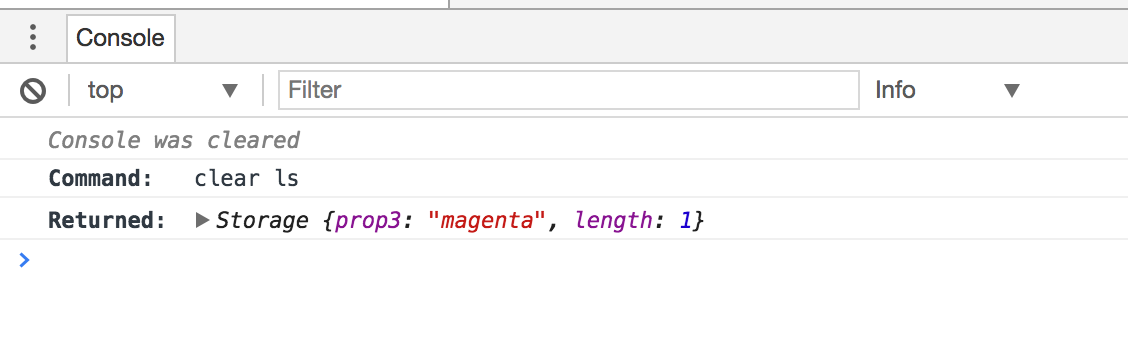 Console
top Filter Info
Console was cleared
Command: clear ls
Returned: Storage {prop3: "magenta", length: 1}